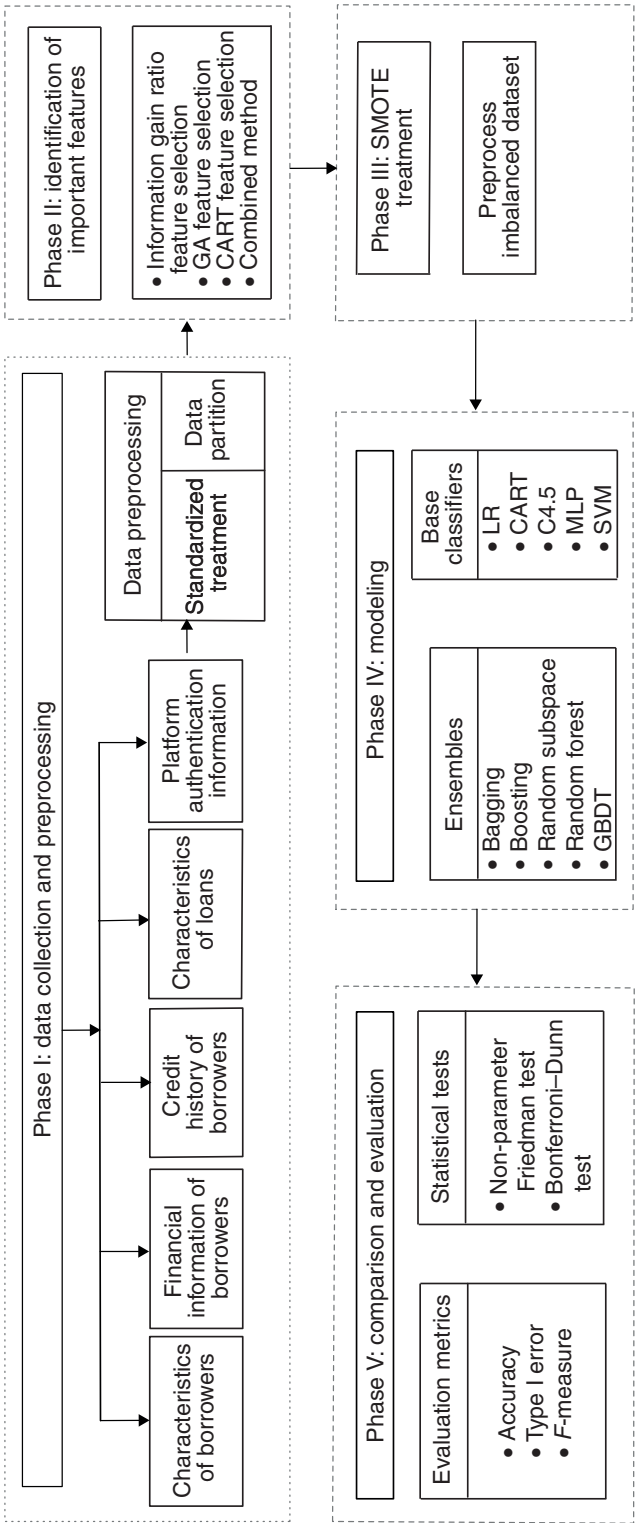 Phase I: data collection and preprocessing
Characteristics
of borrowers
Financial
information of
borrowers
Credit
history of
borrowers
Characteristics
of loans
Platform
authentication
information
Data preprocessing
Standardized
treatment
Data
partition
Phase II: identification of
important features
• Information gain ratio
feature selection
• GA feature selection
• CART feature selection
• Combined method
Phase III: SMOTE
treatment
Preprocess
imbalanced dataset
Phase IV: modeling
Ensembles
• Bagging
• Boosting
• Random subspace
• Random forest
• GBDT
Base
classifiers
• LR
• CART
• C4.5
• MLP
• SVM
Phase V: comparison and evaluation
Evaluation metrics
• Accuracy
• Type I error
• F-measure
Statistical tests
• Non-parameter
Friedman test
• Bonferroni–Dunn
test